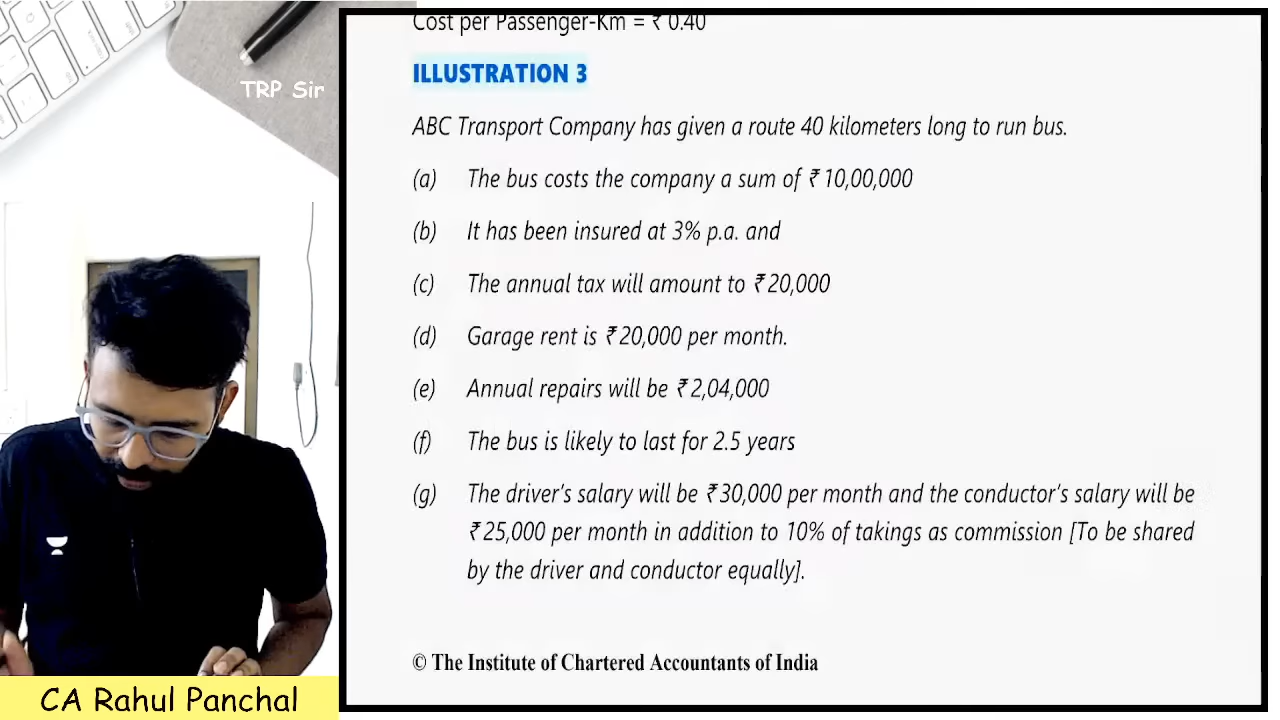 Cost per Passenger-Km = ₹ 0.40
ILLUSTRATION 3
TRP Sir
ABC Transport Company has given a route 40 kilometers long to run bus.
(a) The bus costs the company a sum of ₹ 10,00,000
(b) It has been insured at 3% p.a. and
(c) The annual tax will amount to ₹ 20,000
(d) Garage rent is ₹ 20,000 per month.
(e) Annual repairs will be ₹ 2,04,000
(f) The bus is likely to last for 2.5 years
(g) The driver's salary will be ₹ 30,000 per month and the conductor's salary will be
₹ 25,000 per month in addition to 10% of takings as commission [To be shared
by the driver and conductor equally].
© The Institute of Chartered Accountants of India
CA Rahul Panchal